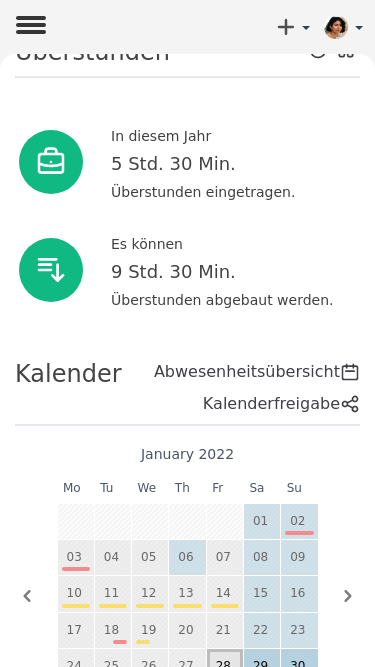 Überstunden
In diesem Jahr
5 Std. 30 Min.
Überstunden eingetragen.
Es können
9 Std. 30 Min.
Überstunden abgebaut werden.
Kalender
Abwesenheitsübersicht
Kalenderfreigabe
January 2022
Mo Tu We Th Fr Sa Su
01 02
03 04 05 06 07 08 09
10 11 12 13 14 15 16
17 18 19 20 21 22 23
24 25 26 27 28 29 30